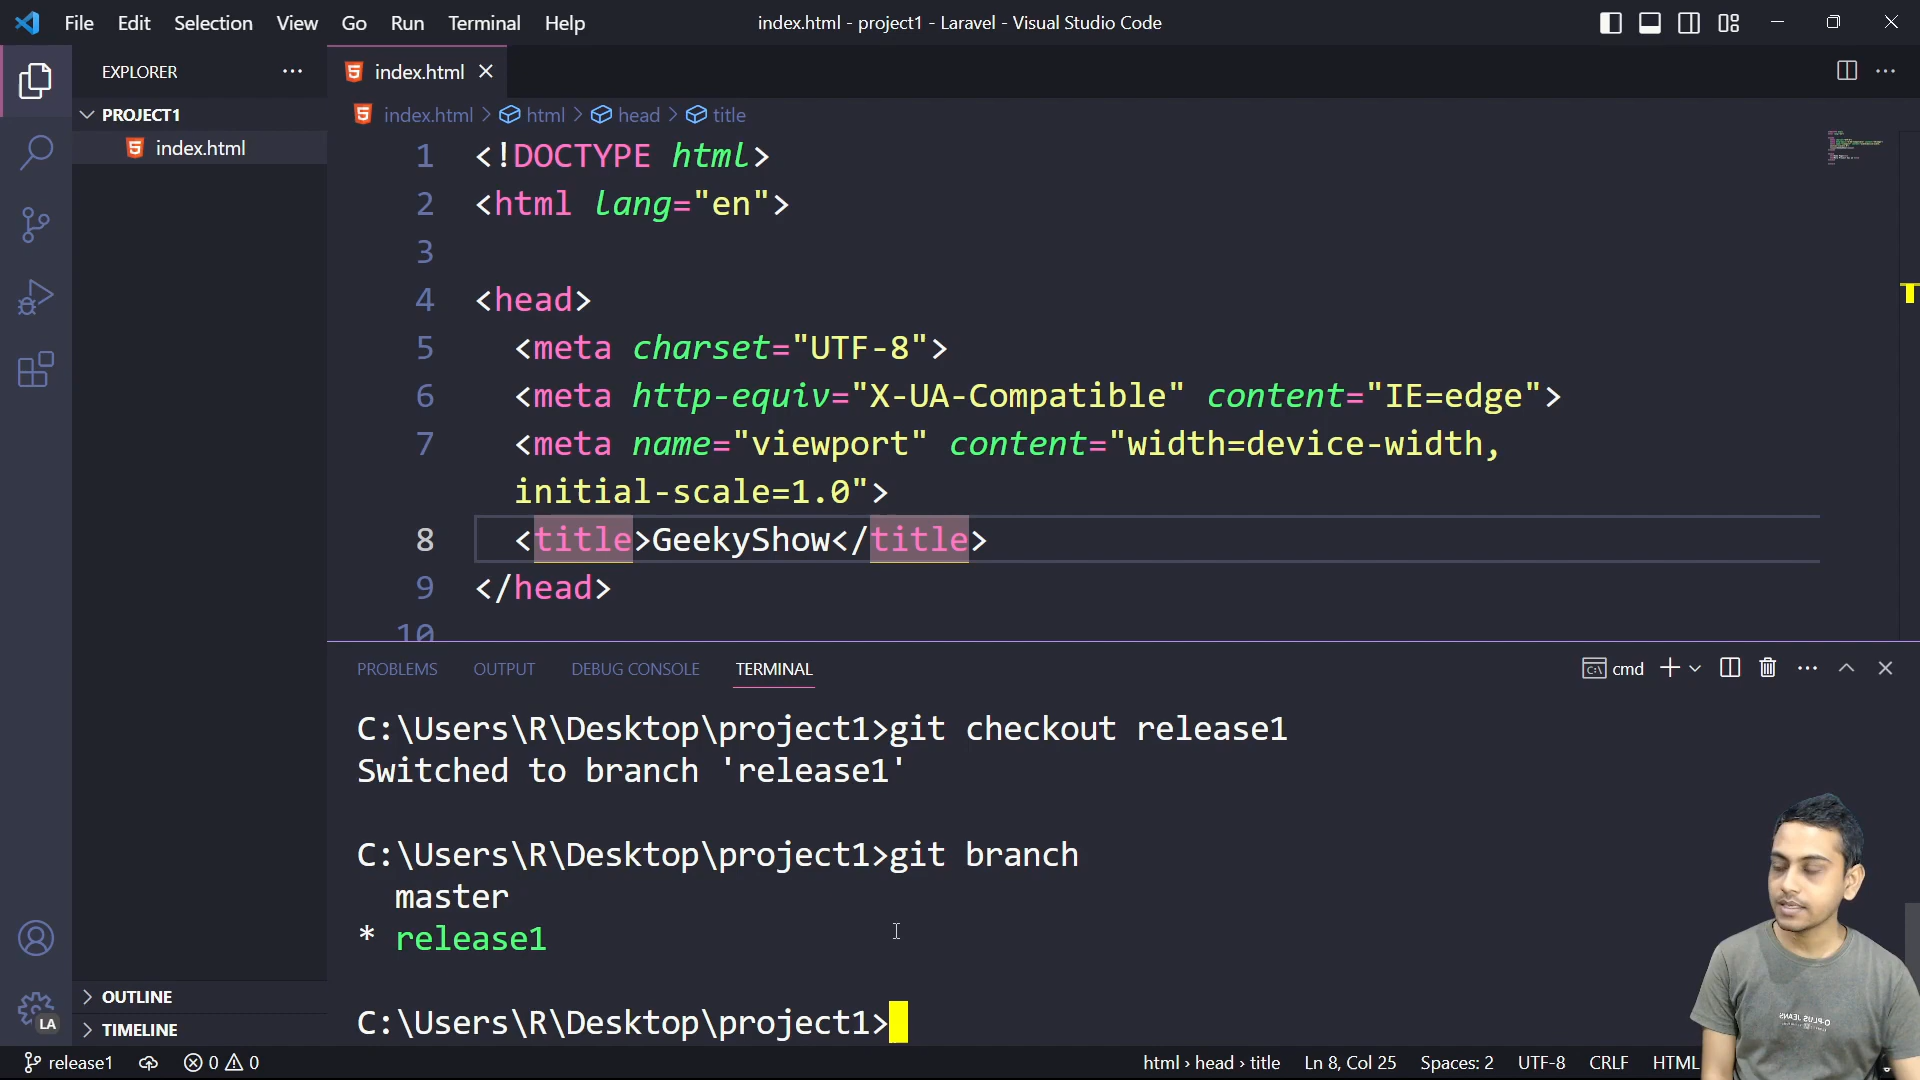 File Edit Selection View Go Run Terminal Help
index.html - project1 - Laravel - Visual Studio Code
EXPLORER
PROJECT1
index.html
OUTLINE
TIMELINE
index.html
index.html > html > head > title
1 <!DOCTYPE html>
2 <html lang="en">
3
4 <head>
5 <meta charset="UTF-8">
6 <meta http-equiv="X-UA-Compatible" content="IE=edge">
7 <meta name="viewport" content="width=device-width,
initial-scale=1.0">
8 <title>GeekyShow</title>
9 </head>
10
PROBLEMS OUTPUT DEBUG CONSOLE TERMINAL
cmd
C:\Users\R\Desktop\project1>git checkout release1
Switched to branch 'release1'
C:\Users\R\Desktop\project1>git branch
master
* release1
C:\Users\R\Desktop\project1>
LA
release1 0 0
html > head > title Ln 8, Col 25 Spaces: 2 UTF-8 CRLF HTML